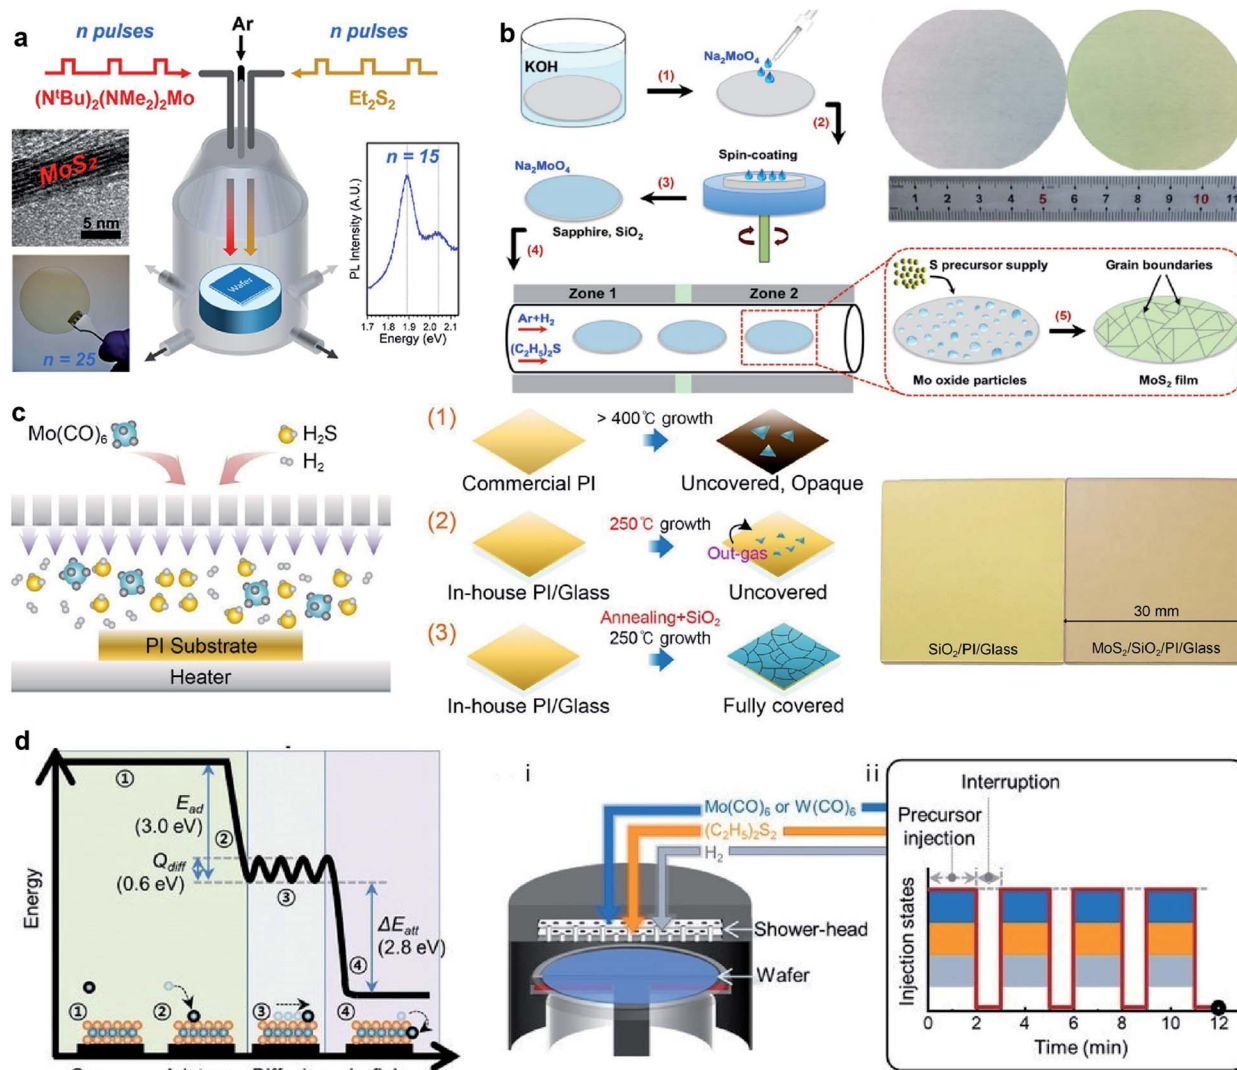 a
n pulses
Ar
n pulses
(NᵗBu)₂(NMe₂)₂Mo
Et₂S₂
MoS₂
5 nm
n = 25
Wafer
n = 15
PL Intensity (A.U.)
1.7 1.8 1.9 2.0 2.1
Energy (eV)
b
KOH
(1)
Na₂MoO₄
(2)
Spin-coating
(3)
Na₂MoO₄
Sapphire, SiO₂
(4)
Zone 1
Zone 2
Ar+H₂
(C₂H₅)₂S
1 2 3 4 5 6 7 8 9 10 11
S precursor supply
Grain boundaries
(5)
Mo oxide particles
MoS₂ film
c
Mo(CO)₆
H₂S
H₂
PI Substrate
Heater
(1)
> 400℃ growth
Commercial PI
Uncovered, Opaque
(2)
250℃ growth
Out-gas
In-house PI/Glass
Uncovered
(3)
Annealing+SiO₂
250℃ growth
In-house PI/Glass
Fully covered
30 mm
SiO₂/PI/Glass
MoS₂/SiO₂/PI/Glass
d
Energy
①
E_ad
(3.0 eV)
②
Q_diff
(0.6 eV)
③
ΔE_att
(2.8 eV)
④
① ② ③ ④
i
Mo(CO)₆ or W(CO)₆
(C₂H₅)₂S₂
H₂
Shower-head
Wafer
ii
Interruption
Precursor
injection
Injection states
0 2 4 6 8 10 12
Time (min)